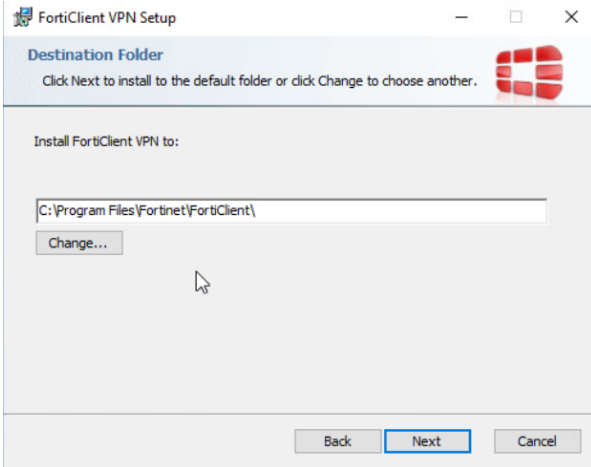 FortiClient VPN Setup
Destination Folder
Click Next to install to the default folder or click Change to choose another.
Install FortiClient VPN to:
C:\Program Files\Fortinet\FortiClient\
Change...
Back Next Cancel